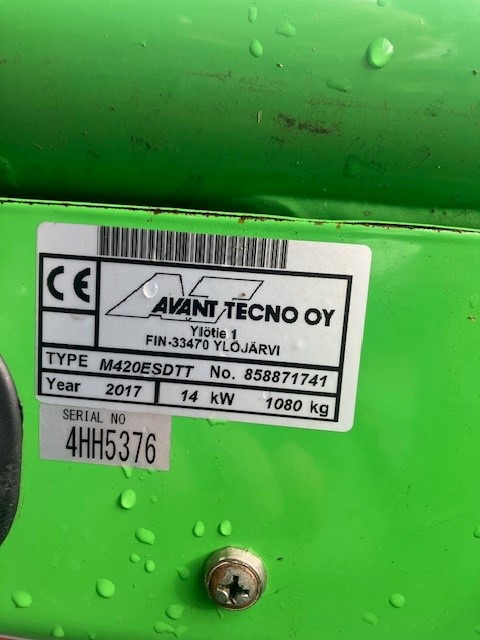 CE
AT
AVANT TECNO OY
Ylötie 1
FIN-33470 YLÖJÄRVI
TYPE M420ESDTT No. 858871741
Year 2017 14 kW 1080 kg
SERIAL NO
4HH5376